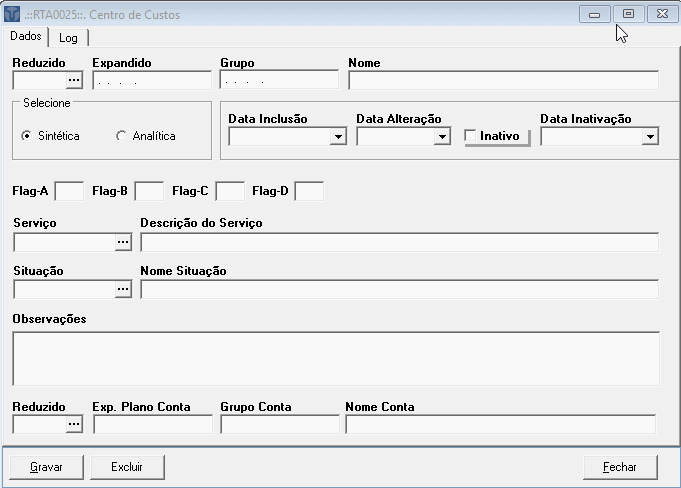 .::RTA0025::. Centro de Custos
Dados Log
Reduzido Expandido Grupo Nome
... . . . . . . . .
Selecione
Sintética Analítica
Data Inclusão Data Alteração Inativo Data Inativação
Flag-A Flag-B Flag-C Flag-D
Serviço Descrição do Serviço
...
Situação Nome Situação
...
Observações
Reduzido Exp. Plano Conta Grupo Conta Nome Conta
...
Gravar Excluir Fechar